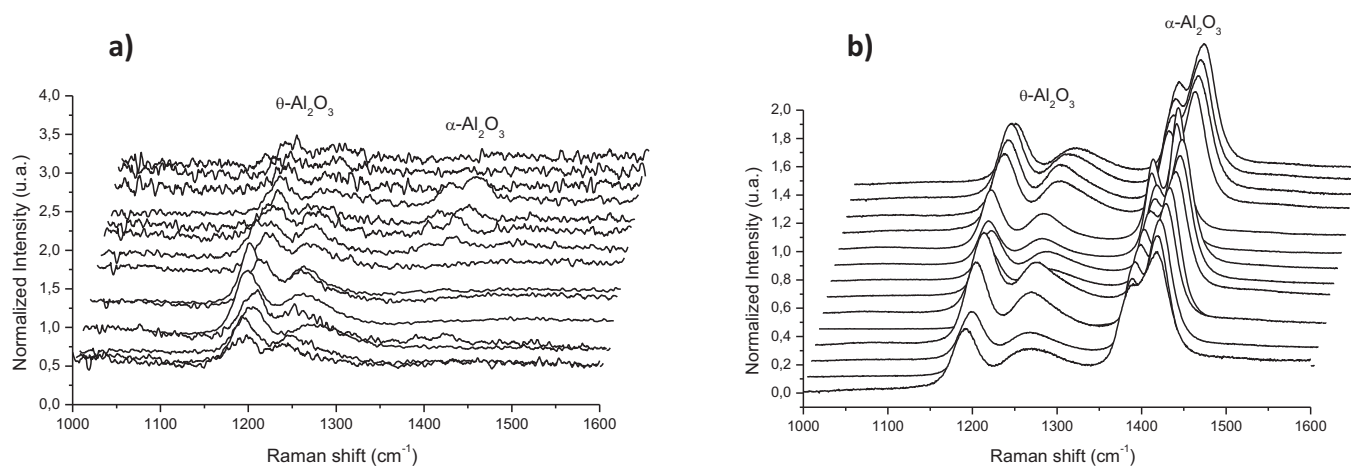 a)
θ-Al₂O₃
α-Al₂O₃
Normalized Intensity (u.a.)
4,0
3,5
3,0
2,5
2,0
1,5
1,0
0,5
0,0
1000 1100 1200 1300 1400 1500 1600
Raman shift (cm⁻¹)
b)
α-Al₂O₃
θ-Al₂O₃
Normalized Intensity (u.a.)
2,0
1,8
1,6
1,4
1,2
1,0
0,8
0,6
0,4
0,2
0,0
1000 1100 1200 1300 1400 1500 1600
Raman shift (cm⁻¹)